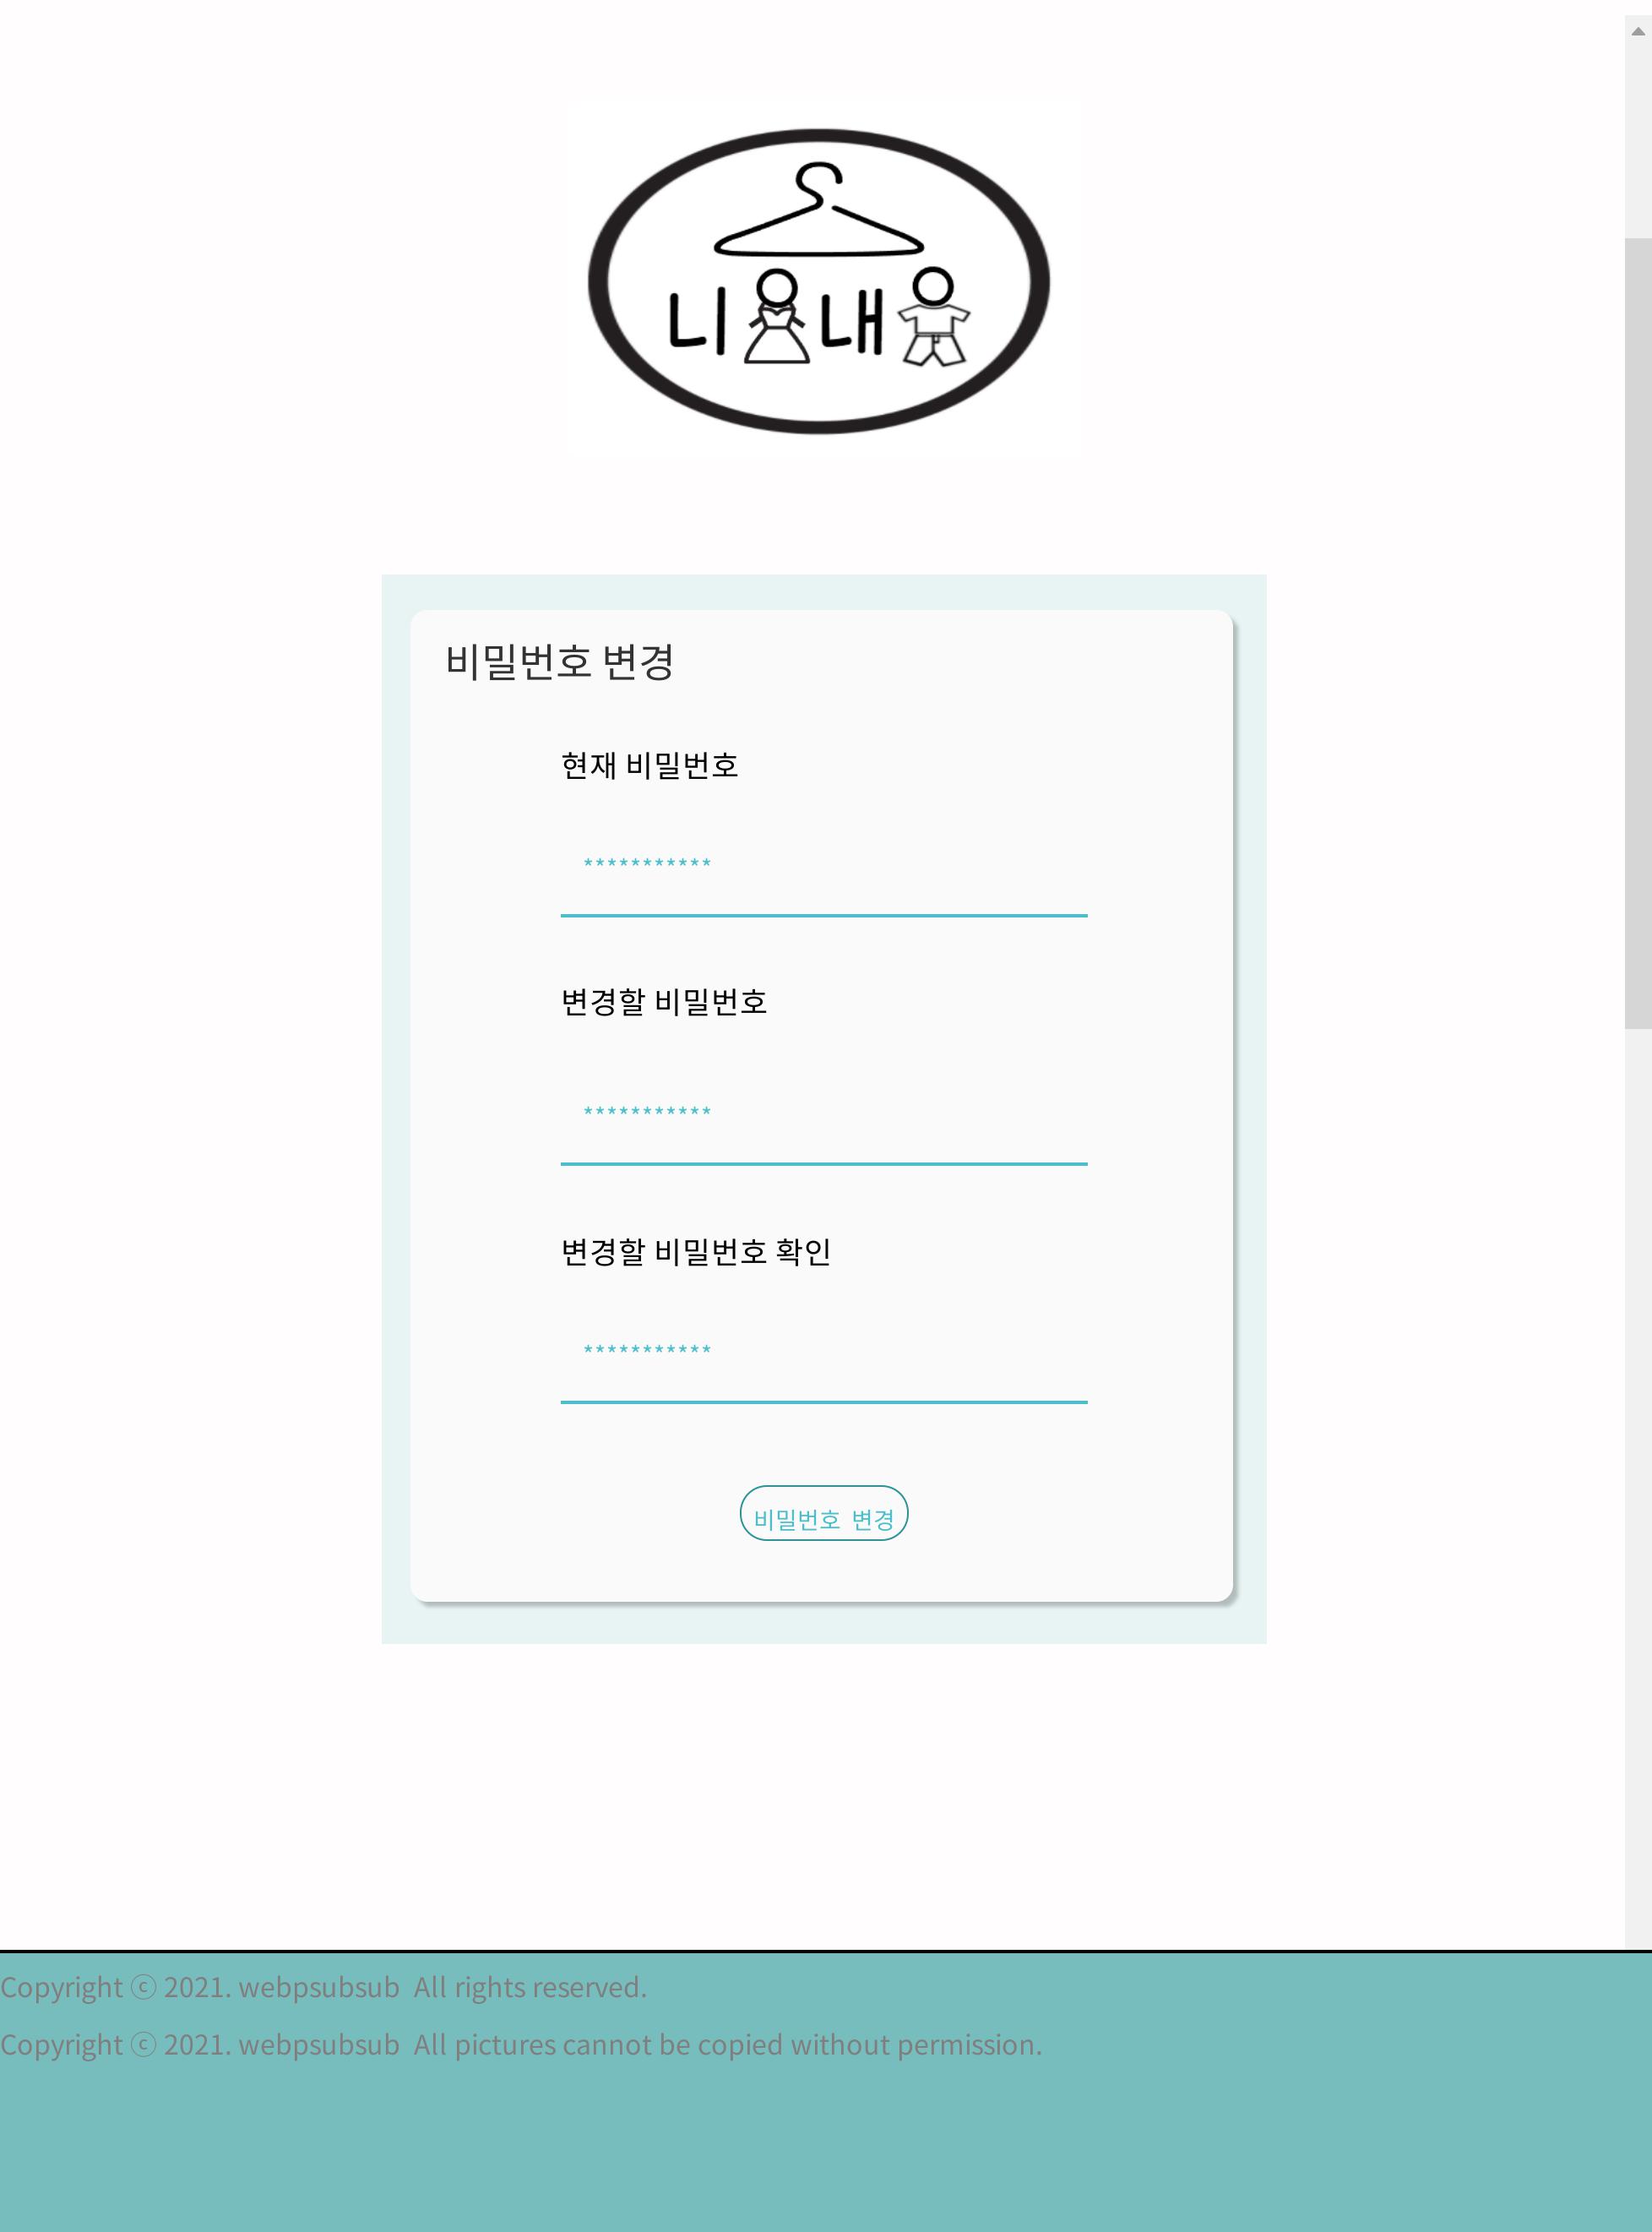 니옷내옷
비밀번호 변경
현재 비밀번호
***********
변경할 비밀번호
***********
변경할 비밀번호 확인
***********
비밀번호 변경
Copyright ⓒ 2021. webpsubsub All rights reserved.
Copyright ⓒ 2021. webpsubsub All pictures cannot be copied without permission.